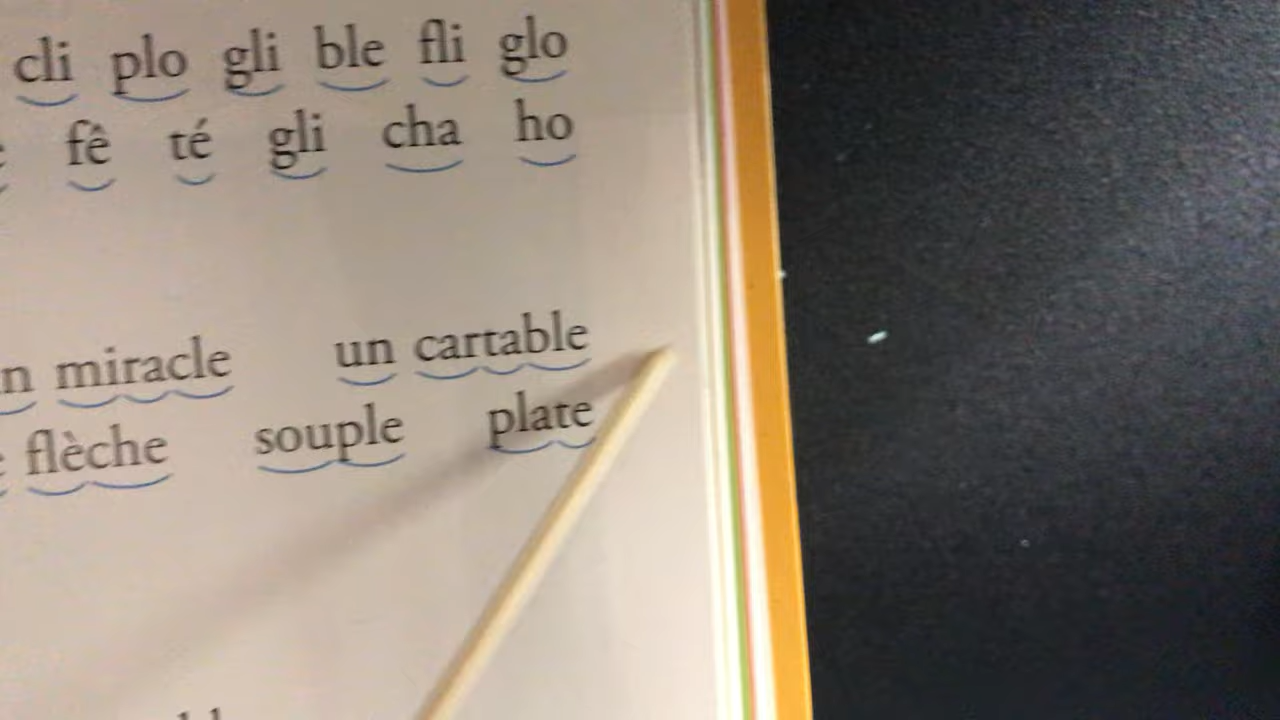 cli plo gli ble fli glo
fê té gli cha ho
miracle un cartable
flèche souple plate